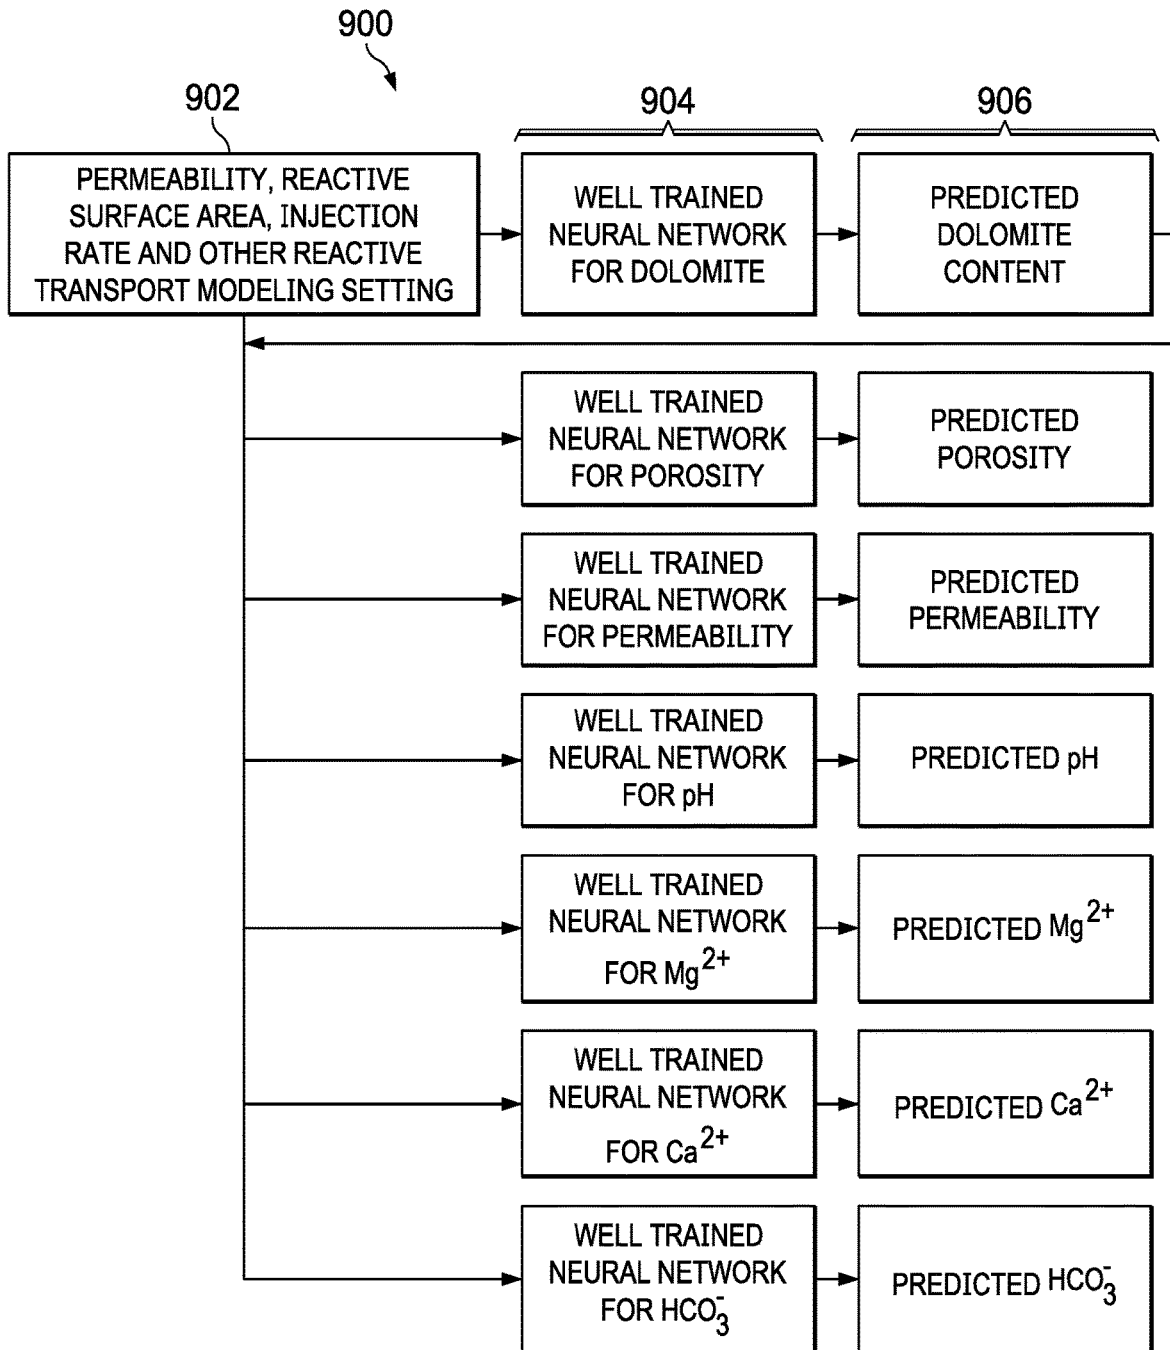 900
902
904
906
PERMEABILITY, REACTIVE
SURFACE AREA, INJECTION
RATE AND OTHER REACTIVE
TRANSPORT MODELING SETTING
WELL TRAINED
NEURAL NETWORK
FOR DOLOMITE
PREDICTED
DOLOMITE
CONTENT
WELL TRAINED
NEURAL NETWORK
FOR POROSITY
PREDICTED
POROSITY
WELL TRAINED
NEURAL NETWORK
FOR PERMEABILITY
PREDICTED
PERMEABILITY
WELL TRAINED
NEURAL NETWORK
FOR pH
PREDICTED pH
WELL TRAINED
NEURAL NETWORK
FOR Mg²⁺
PREDICTED Mg²⁺
WELL TRAINED
NEURAL NETWORK
FOR Ca²⁺
PREDICTED Ca²⁺
WELL TRAINED
NEURAL NETWORK
FOR HCO₃⁻
PREDICTED HCO₃⁻